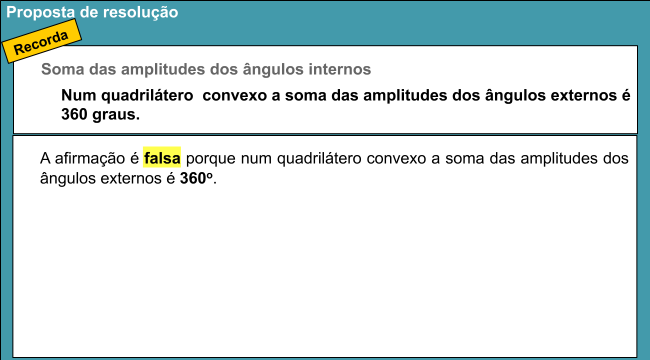 Proposta de resolução
Recorda
Soma das amplitudes dos ângulos internos
Num quadrilátero convexo a soma das amplitudes dos ângulos externos é
360 graus.
A afirmação é falsa porque num quadrilátero convexo a soma das amplitudes dos
ângulos externos é 360º.